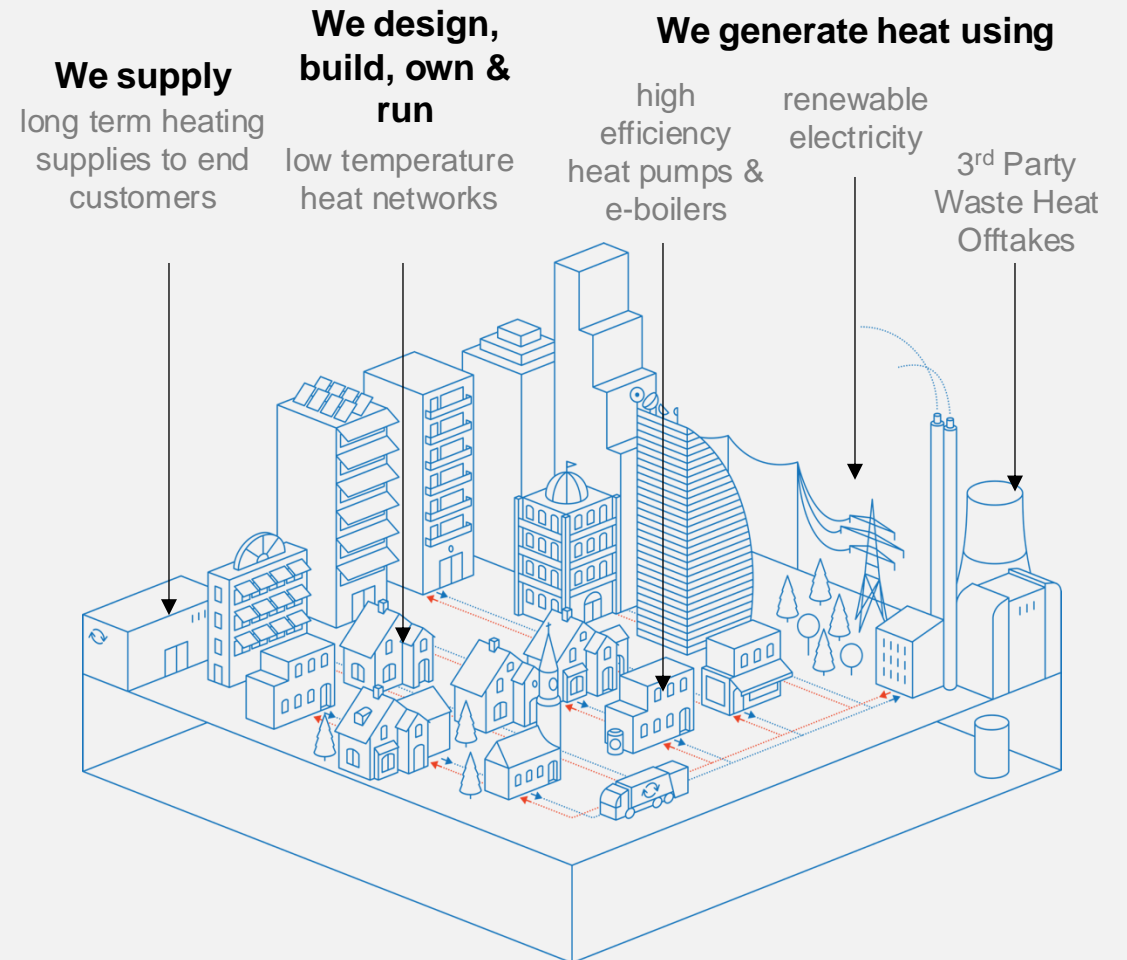 We supply
long term heating
supplies to end
customers
We design,
build, own &
run
low temperature
heat networks
We generate heat using
high
efficiency
heat pumps &
e-boilers
renewable
electricity
3rd Party
Waste Heat
Offtakes